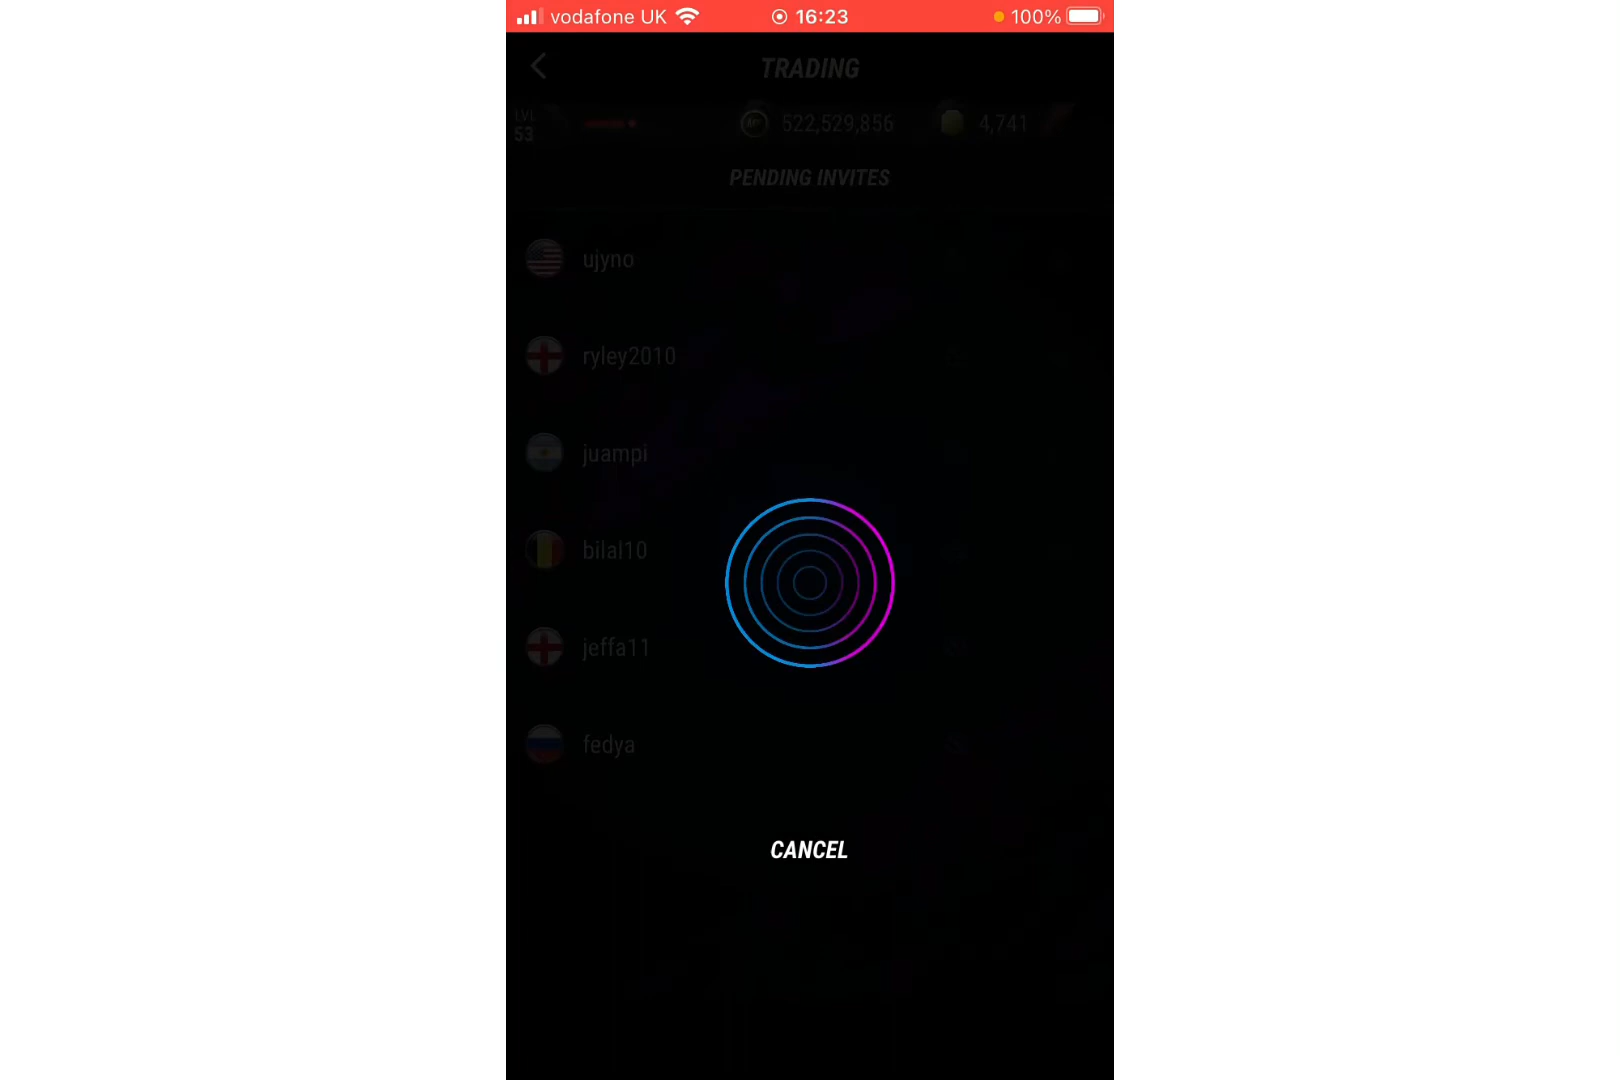 vodafone UK 16:23 100%
TRADING
LVL
53 522,529,856 4,741
PENDING INVITES
ujyno
ryley2010
juampi
bilal10
jeffa11
fedya
CANCEL